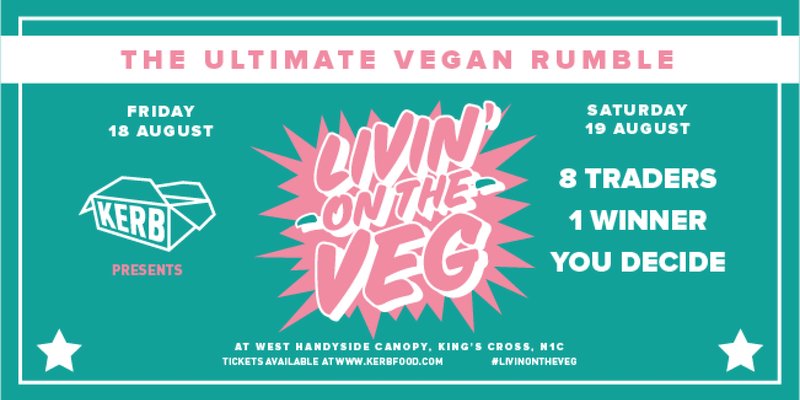 THE ULTIMATE VEGAN RUMBLE
FRIDAY
18 AUGUST
KERB
PRESENTS
LIVIN'
ON THE
VEG
SATURDAY
19 AUGUST
8 TRADERS
1 WINNER
YOU DECIDE
AT WEST HANDYSIDE CANOPY, KING'S CROSS, N1C
TICKETS AVAILABLE AT WWW.KERBFOOD.COM #LIVINONTHEVEG